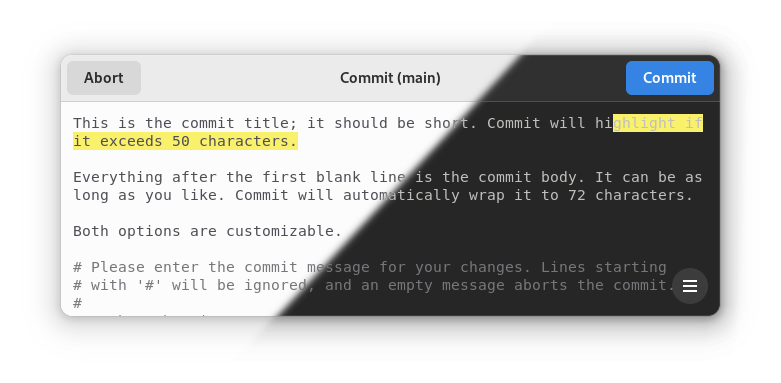 Abort
Commit (main)
Commit
This is the commit title; it should be short. Commit will highlight if
it exceeds 50 characters.
Everything after the first blank line is the commit body. It can be as
long as you like. Commit will automatically wrap it to 72 characters.
Both options are customizable.
# Please enter the commit message for your changes. Lines starting
# with '#' will be ignored, and an empty message aborts the commit.
#